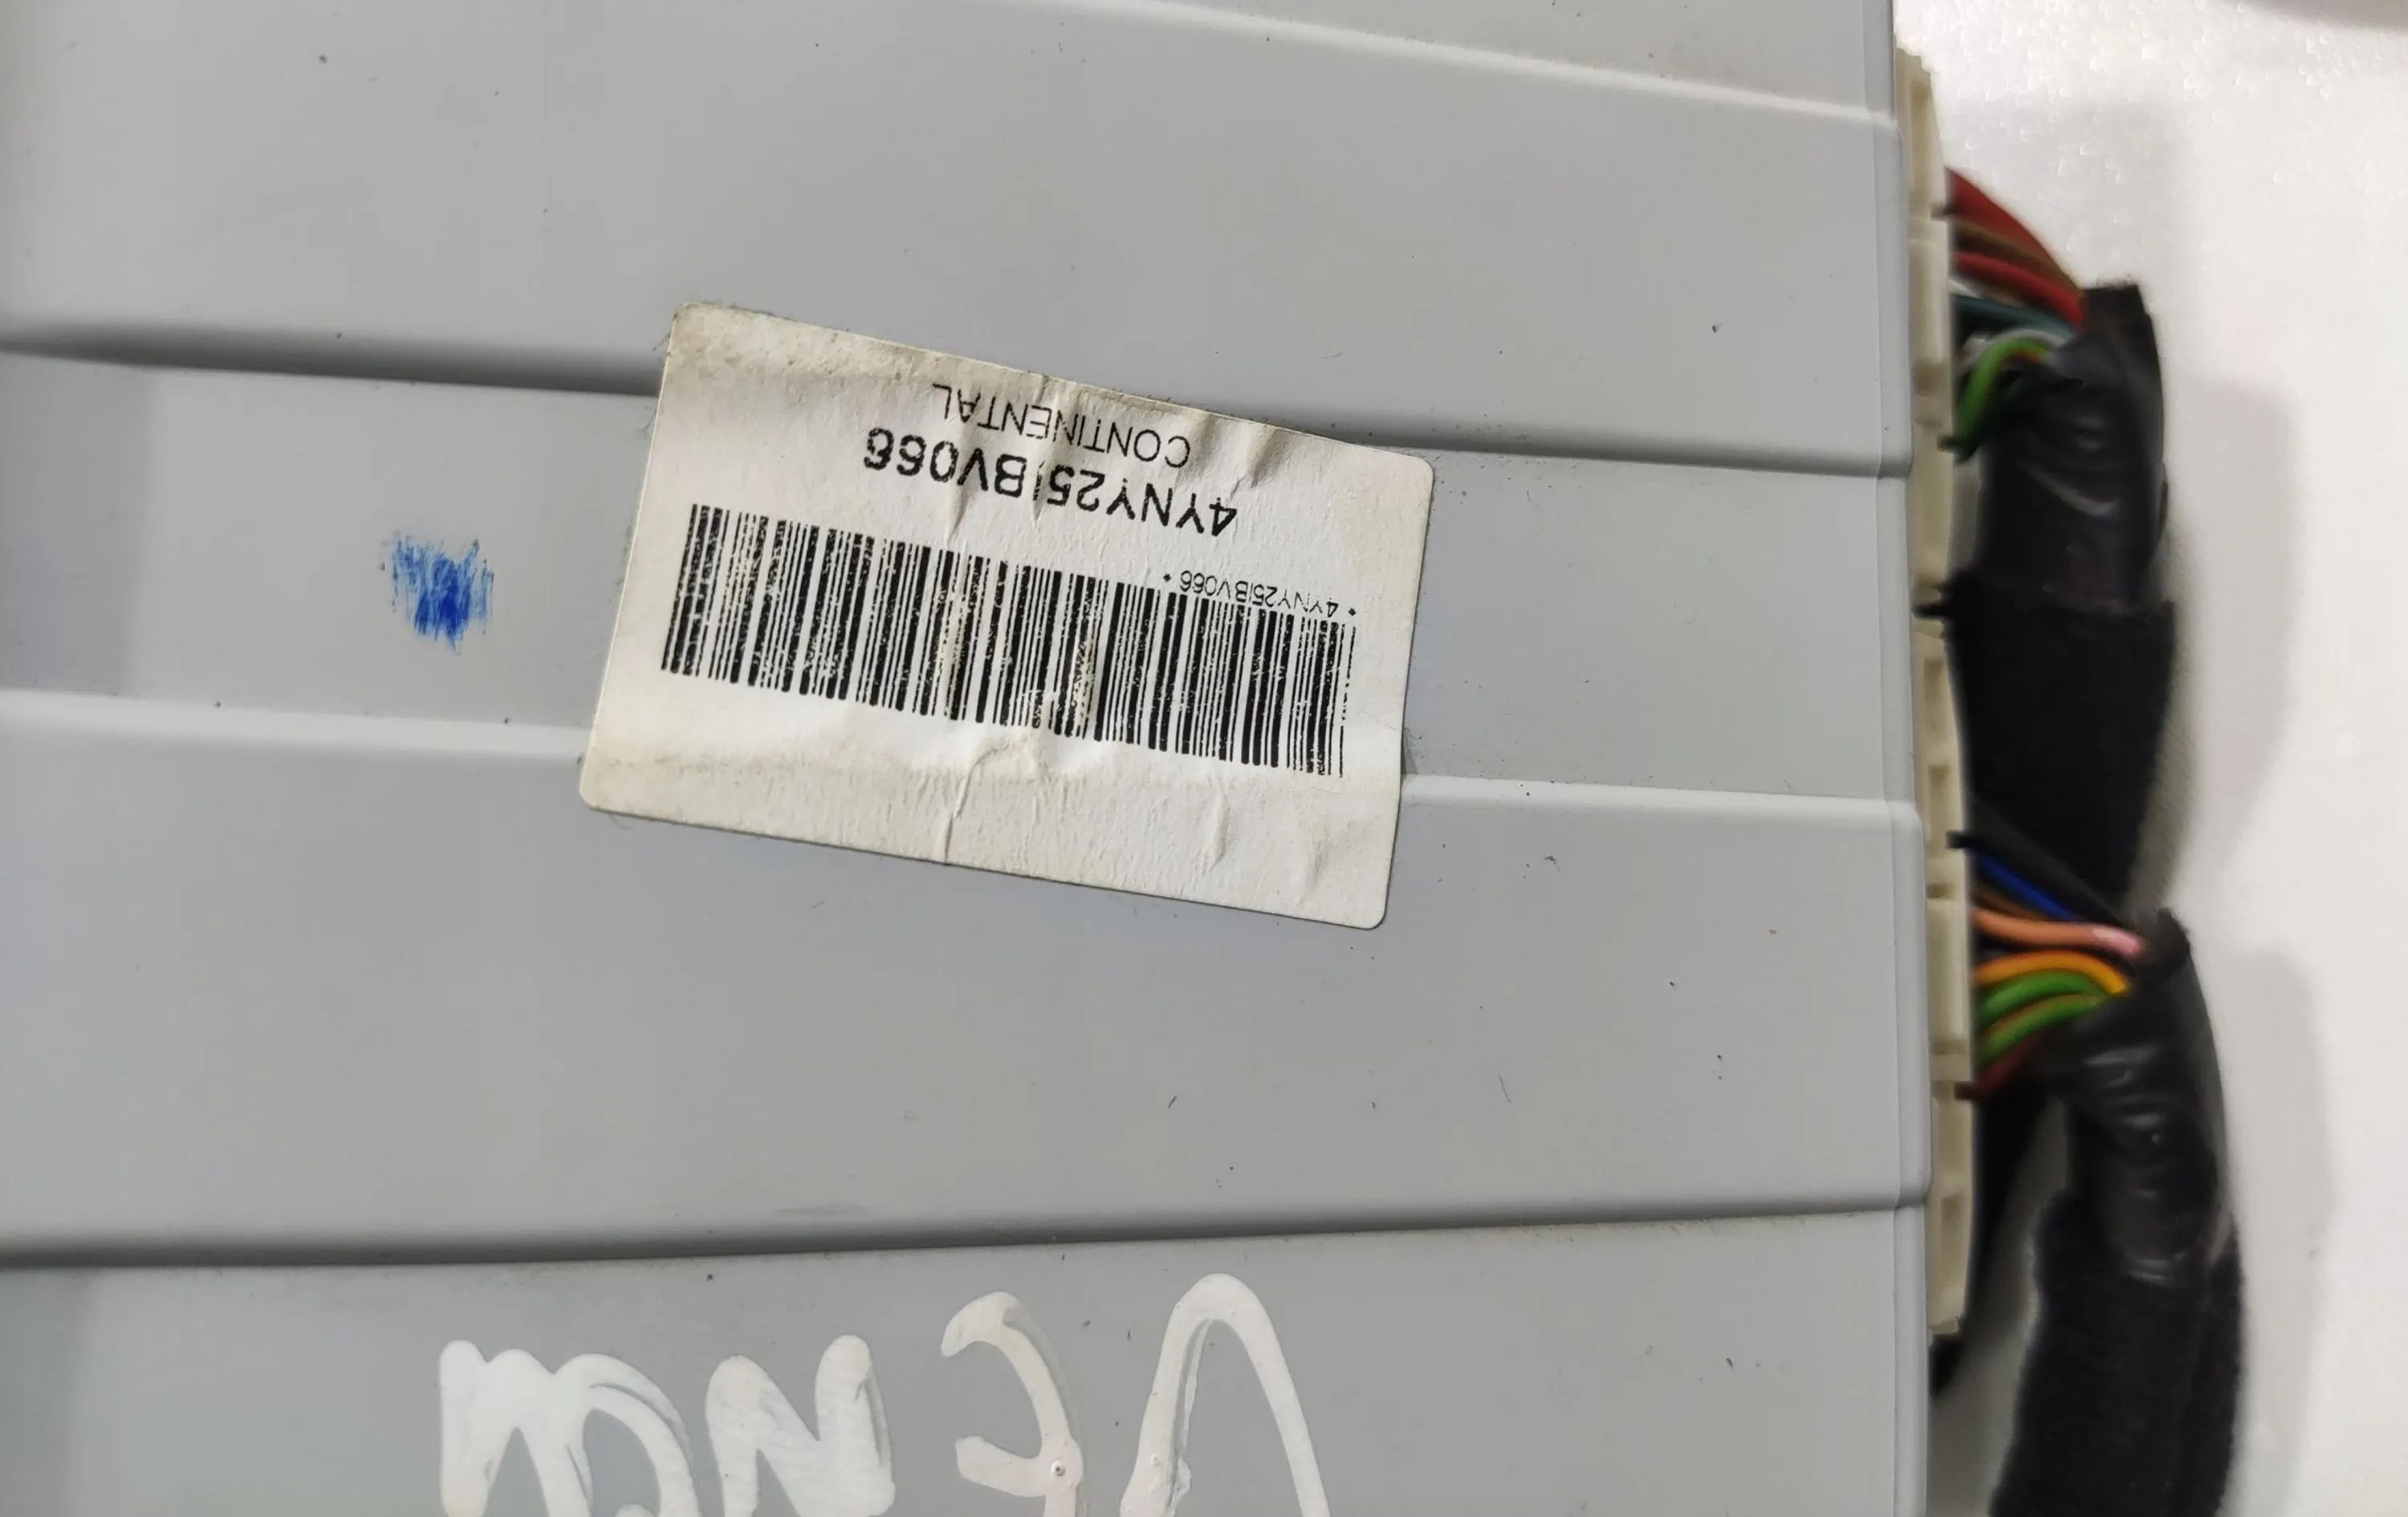 VENGA
* 4YNY25IBV066 *
4YNY25IBV066
CONTINENTAL